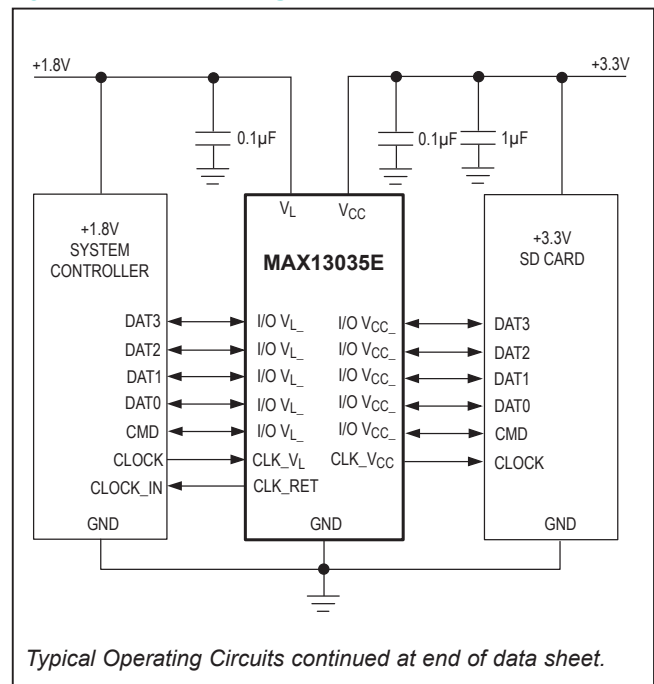 +1.8V
+3.3V
0.1µF
0.1µF
1µF
+1.8V
SYSTEM
CONTROLLER
DAT3
DAT2
DAT1
DAT0
CMD
CLOCK
CLOCK_IN
GND
VL
VCC
MAX13035E
I/O VL_
I/O VL_
I/O VL_
I/O VL_
I/O VL_
CLK_VL
CLK_RET
I/O VCC_
I/O VCC_
I/O VCC_
I/O VCC_
I/O VCC_
CLK_VCC
GND
+3.3V
SD CARD
DAT3
DAT2
DAT1
DAT0
CMD
CLOCK
GND
Typical Operating Circuits continued at end of data sheet.